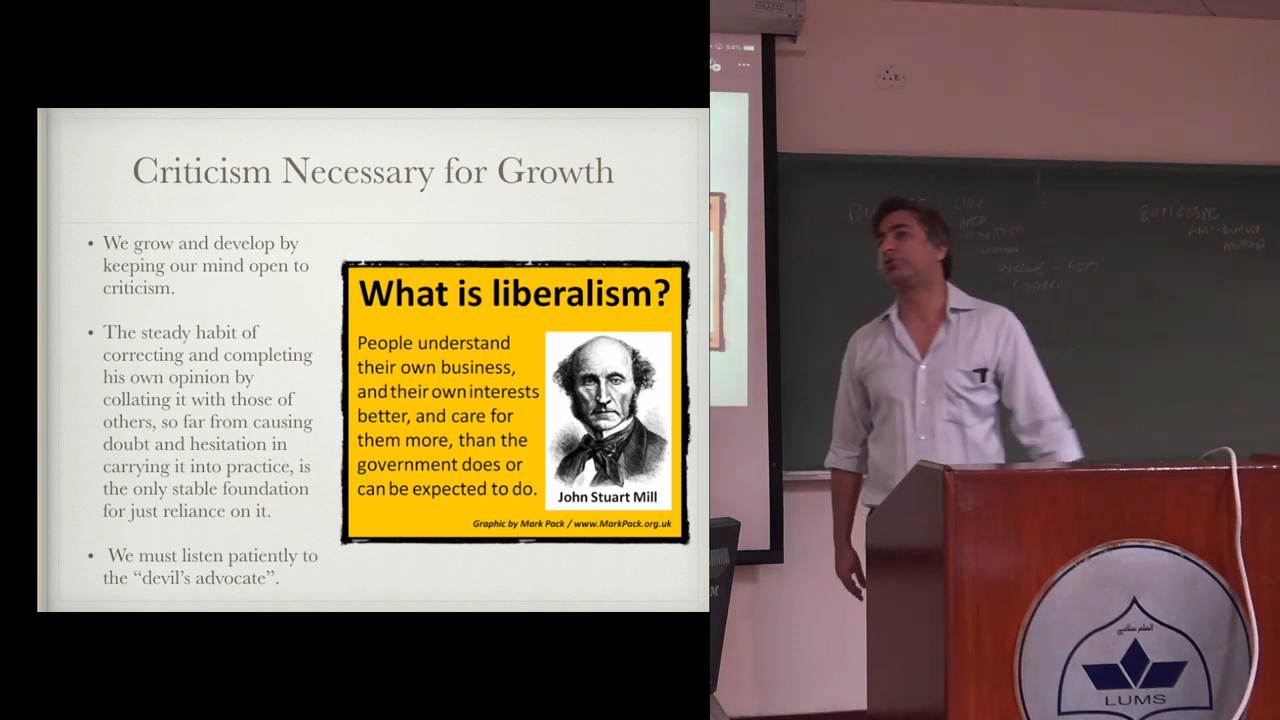 Criticism Necessary for Growth
• We grow and develop by
keeping our mind open to
criticism.
• The steady habit of
correcting and completing
his own opinion by
collating it with those of
others, so far from causing
doubt and hesitation in
carrying it into practice, is
the only stable foundation
for just reliance on it.
• We must listen patiently to
the “devil’s advocate”.
What is liberalism?
People understand
their own business,
and their own interests
better, and care for
them more, than the
government does or
can be expected to do.
John Stuart Mill
Graphic by Mark Pack / www.MarkPack.org.uk
84%
LUMS